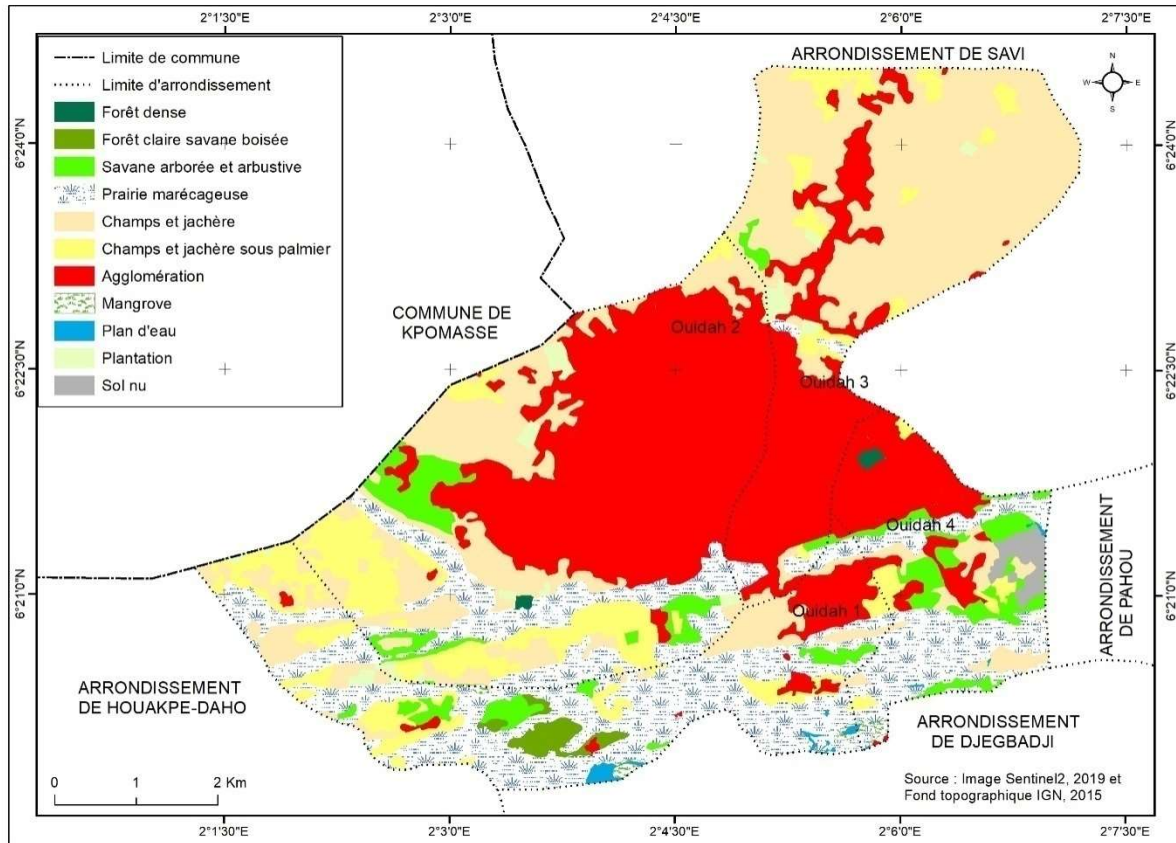 2°1'30"E
2°3'0"E
2°4'30"E
2°6'0"E
2°7'30"E
Limite de commune
Limite d'arrondissement
Forêt dense
Forêt claire savane boisée
Savane arborée et arbustive
Prairie marécageuse
Champs et jachère
Champs et jachère sous palmier
Agglomération
Mangrove
Plan d'eau
Plantation
Sol nu
ARRONDISSEMENT DE SAVI
N
W
E
S
6°24'0"N
6°24'0"N
COMMUNE DE
KPOMASSE
Ouidah 2
Ouidah 3
6°22'30"N
6°22'30"N
Ouidah 4
ARRONDISSEMENT
DE PAHOU
Ouidah 1
6°21'0"N
6°21'0"N
ARRONDISSEMENT
DE HOUAKPE-DAHO
ARRONDISSEMENT
DE DJEGBADJI
0 1 2 Km
Source : Image Sentinel2, 2019 et
Fond topographique IGN, 2015
2°1'30"E
2°3'0"E
2°4'30"E
2°6'0"E
2°7'30"E